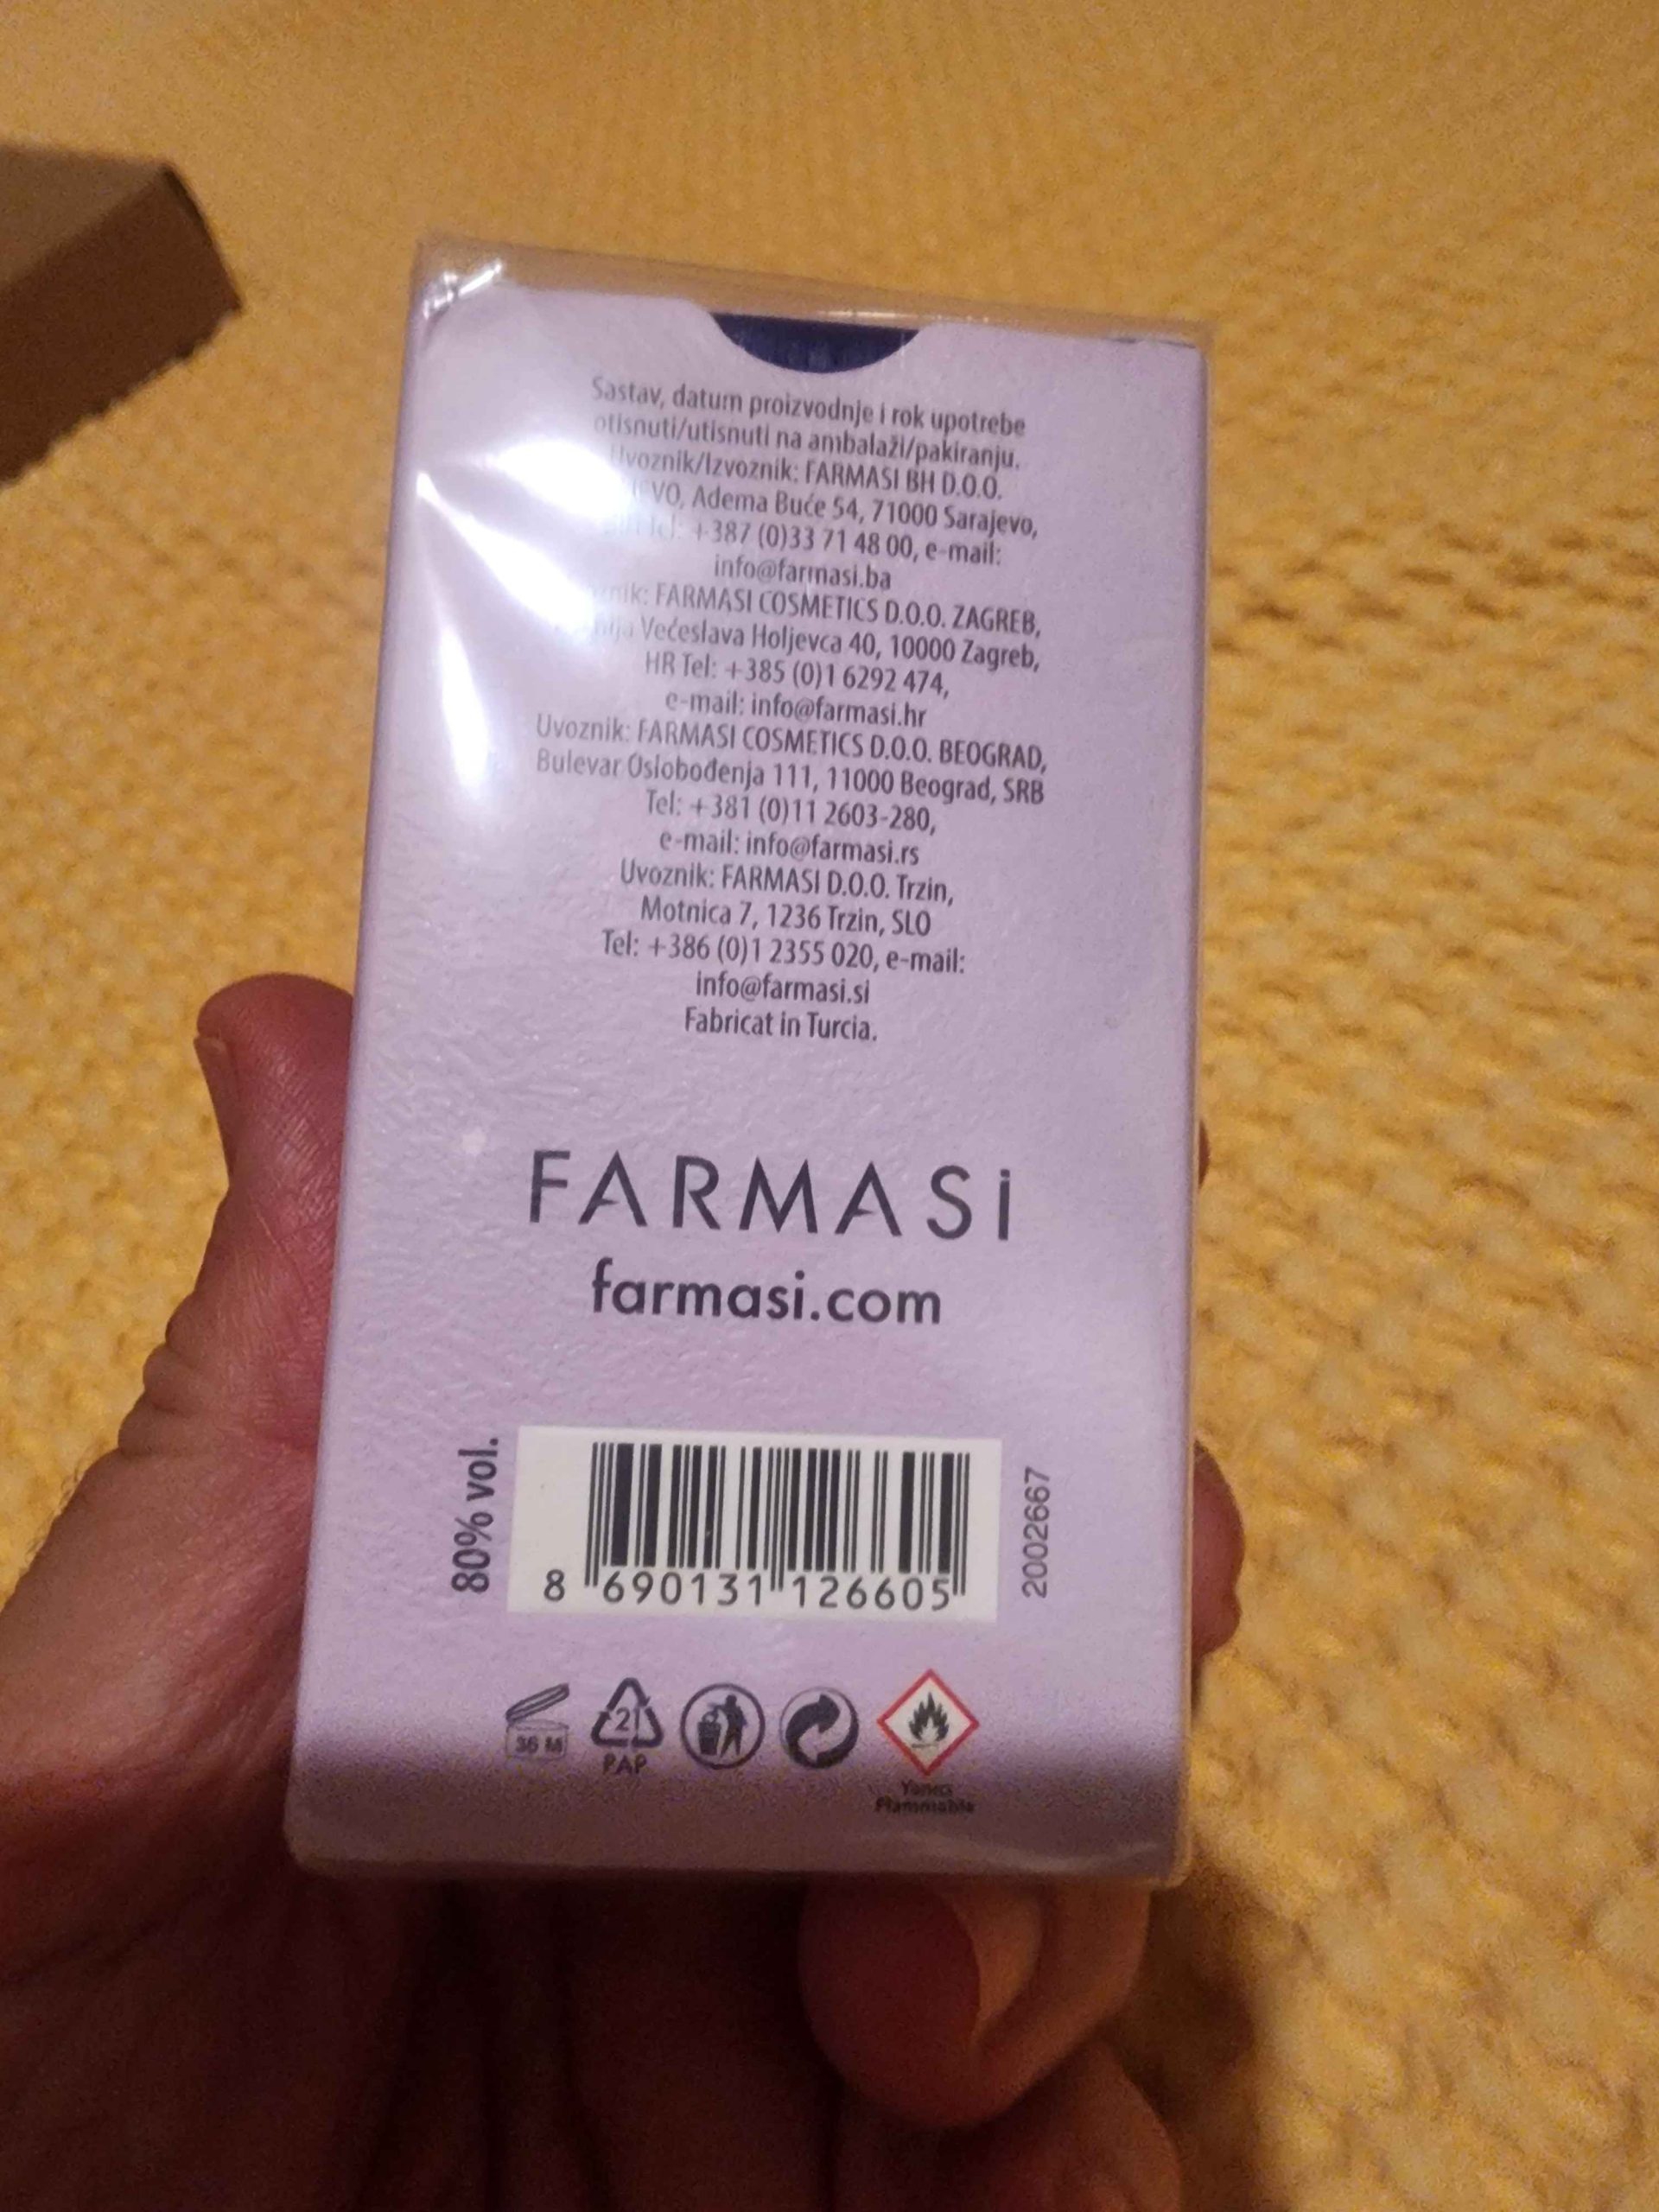 Sastav, datum proizvodnje i rok upotrebe
otisnuti/utisnuti na ambalaži/pakiranju.
Uvoznik/Izvoznik: FARMASI BH D.O.O.
Adema Buće 54, 71000 Sarajevo,
Tel: +387 (0)33 71 48 00, e-mail:
info@farmasi.ba
FARMASI COSMETICS D.O.O. ZAGREB,
Većeslava Holjevca 40, 10000 Zagreb,
HR Tel: +385 (0)1 6292 474,
e-mail: info@farmasi.hr
Uvoznik: FARMASI COSMETICS D.O.O. BEOGRAD,
Bulevar Oslobođenja 111, 11000 Beograd, SRB
Tel: +381 (0)11 2603-280,
e-mail: info@farmasi.rs
Uvoznik: FARMASI D.O.O. Trzin,
Motnica 7, 1236 Trzin, SLO
Tel: +386 (0)1 2355 020, e-mail:
info@farmasi.si
Fabricat in Turcia.
FARMASi
farmasi.com
80% vol.
8 690131 126605
2002667
36 M
21
PAP
Yanıcı
Flammable